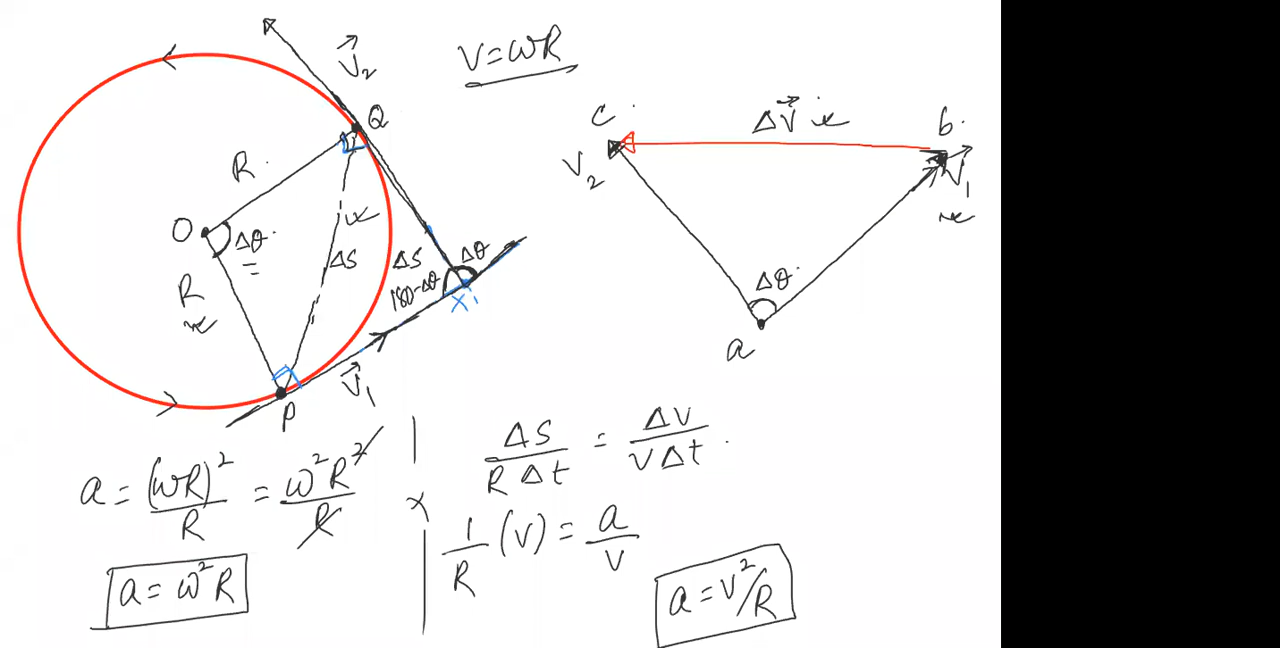 V⃗₂
V = ωR
Q
R
O
Δθ
R
ΔS
ΔS
Δθ
180-Δθ
X
V⃗₁
P
ΔV⃗
c
b
V₂
V₁
Δθ
a
a = (ωR)²/R = ω²R²/R
a = ω²R
ΔS/(R Δt) = ΔV/(VΔt)
1/R (V) = a/V
a = V²/R